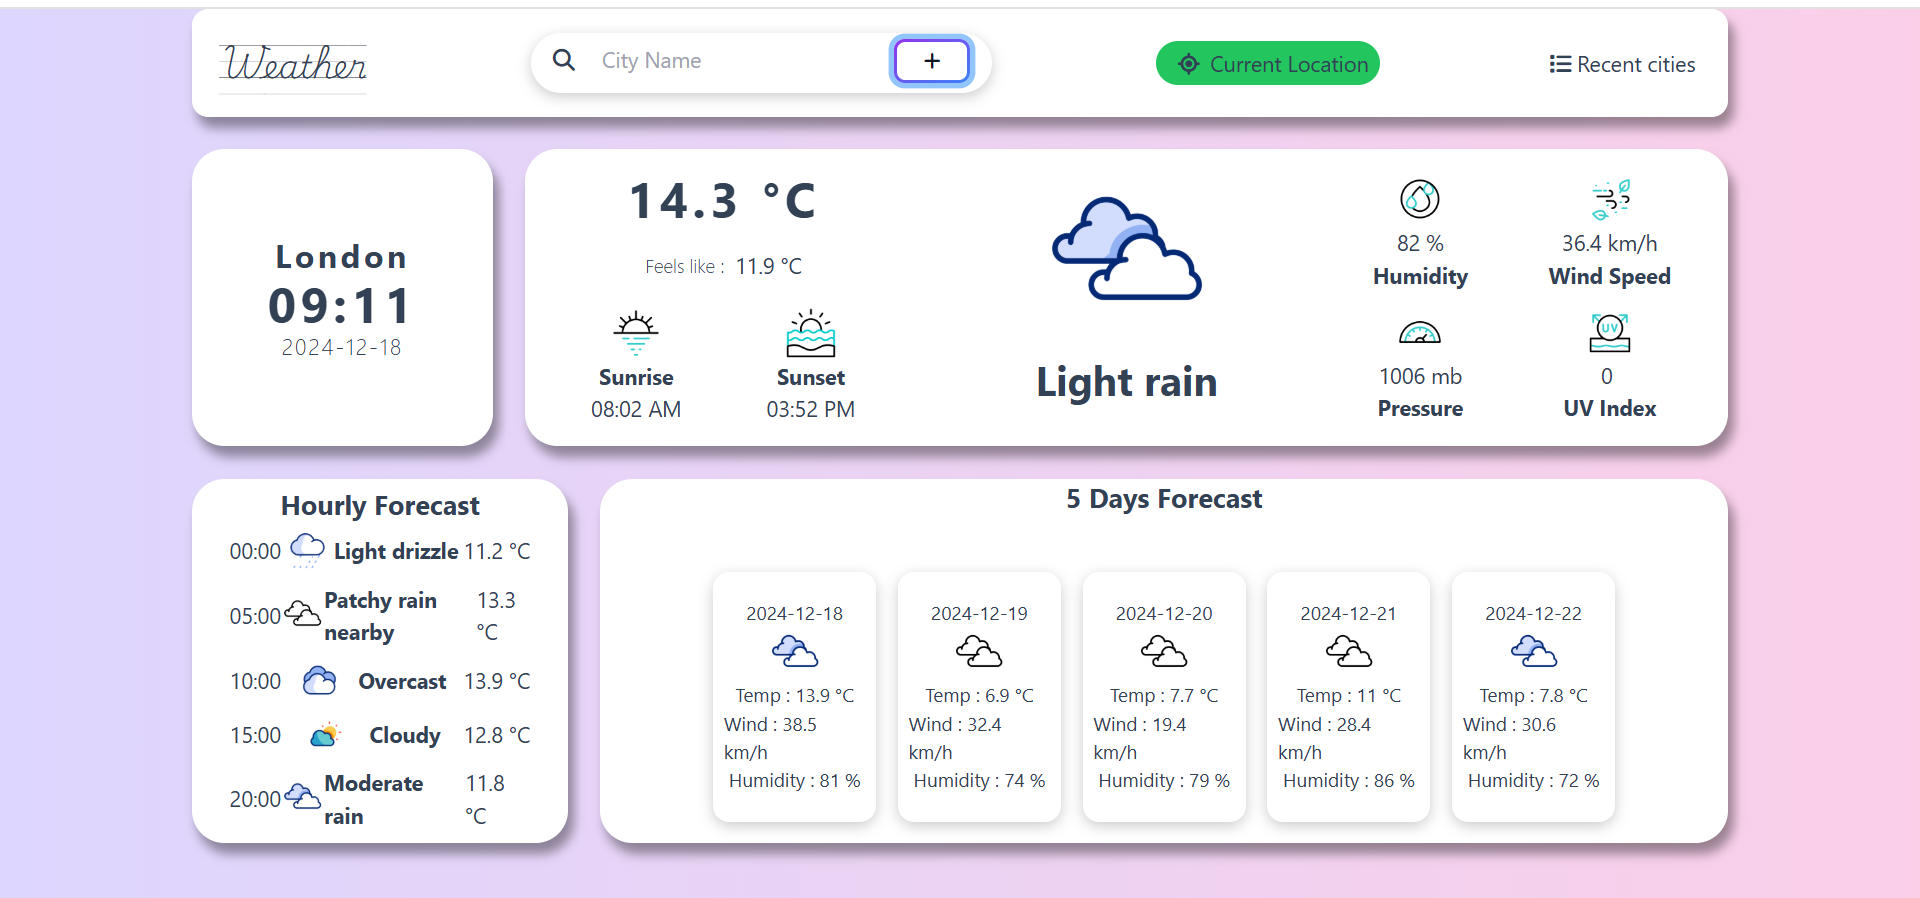 Weather
City Name
+
Current Location
Recent cities
London
09:11
2024-12-18
14.3 °C
Feels like : 11.9 °C
Sunrise
08:02 AM
Sunset
03:52 PM
Light rain
82 %
Humidity
36.4 km/h
Wind Speed
1006 mb
Pressure
UV
0
UV Index
Hourly Forecast
00:00 Light drizzle 11.2 °C
05:00 Patchy rain nearby 13.3 °C
10:00 Overcast 13.9 °C
15:00 Cloudy 12.8 °C
20:00 Moderate rain 11.8 °C
5 Days Forecast
2024-12-18
Temp : 13.9 °C
Wind : 38.5
km/h
Humidity : 81 %
2024-12-19
Temp : 6.9 °C
Wind : 32.4
km/h
Humidity : 74 %
2024-12-20
Temp : 7.7 °C
Wind : 19.4
km/h
Humidity : 79 %
2024-12-21
Temp : 11 °C
Wind : 28.4
km/h
Humidity : 86 %
2024-12-22
Temp : 7.8 °C
Wind : 30.6
km/h
Humidity : 72 %